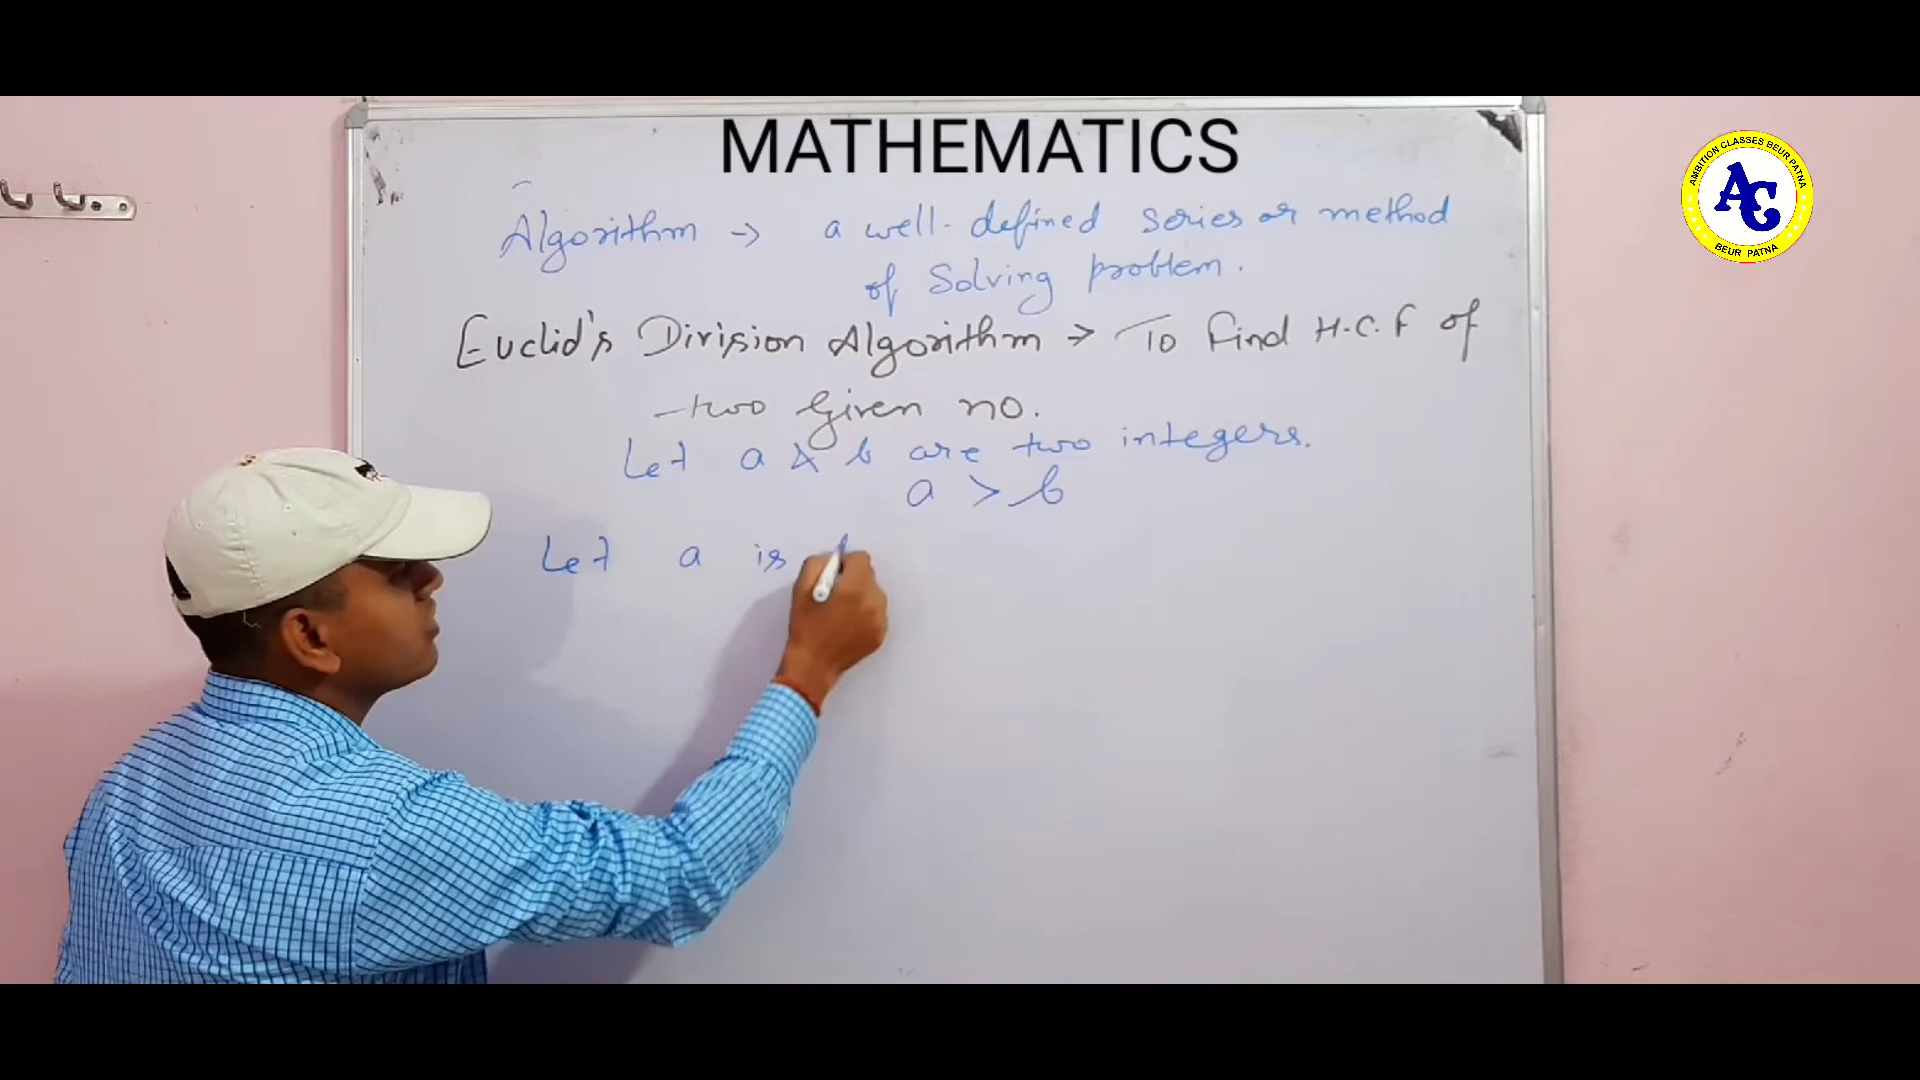 MATHEMATICS
Algorithm → a well-defined series or method
of Solving problem.
Euclid's Division Algorithm → To Find H.C.F of
two Given no.
Let a & b are two integers.
a > b
Let a is
AMBITION CLASSES BEUR PATNA
AC
BEUR PATNA